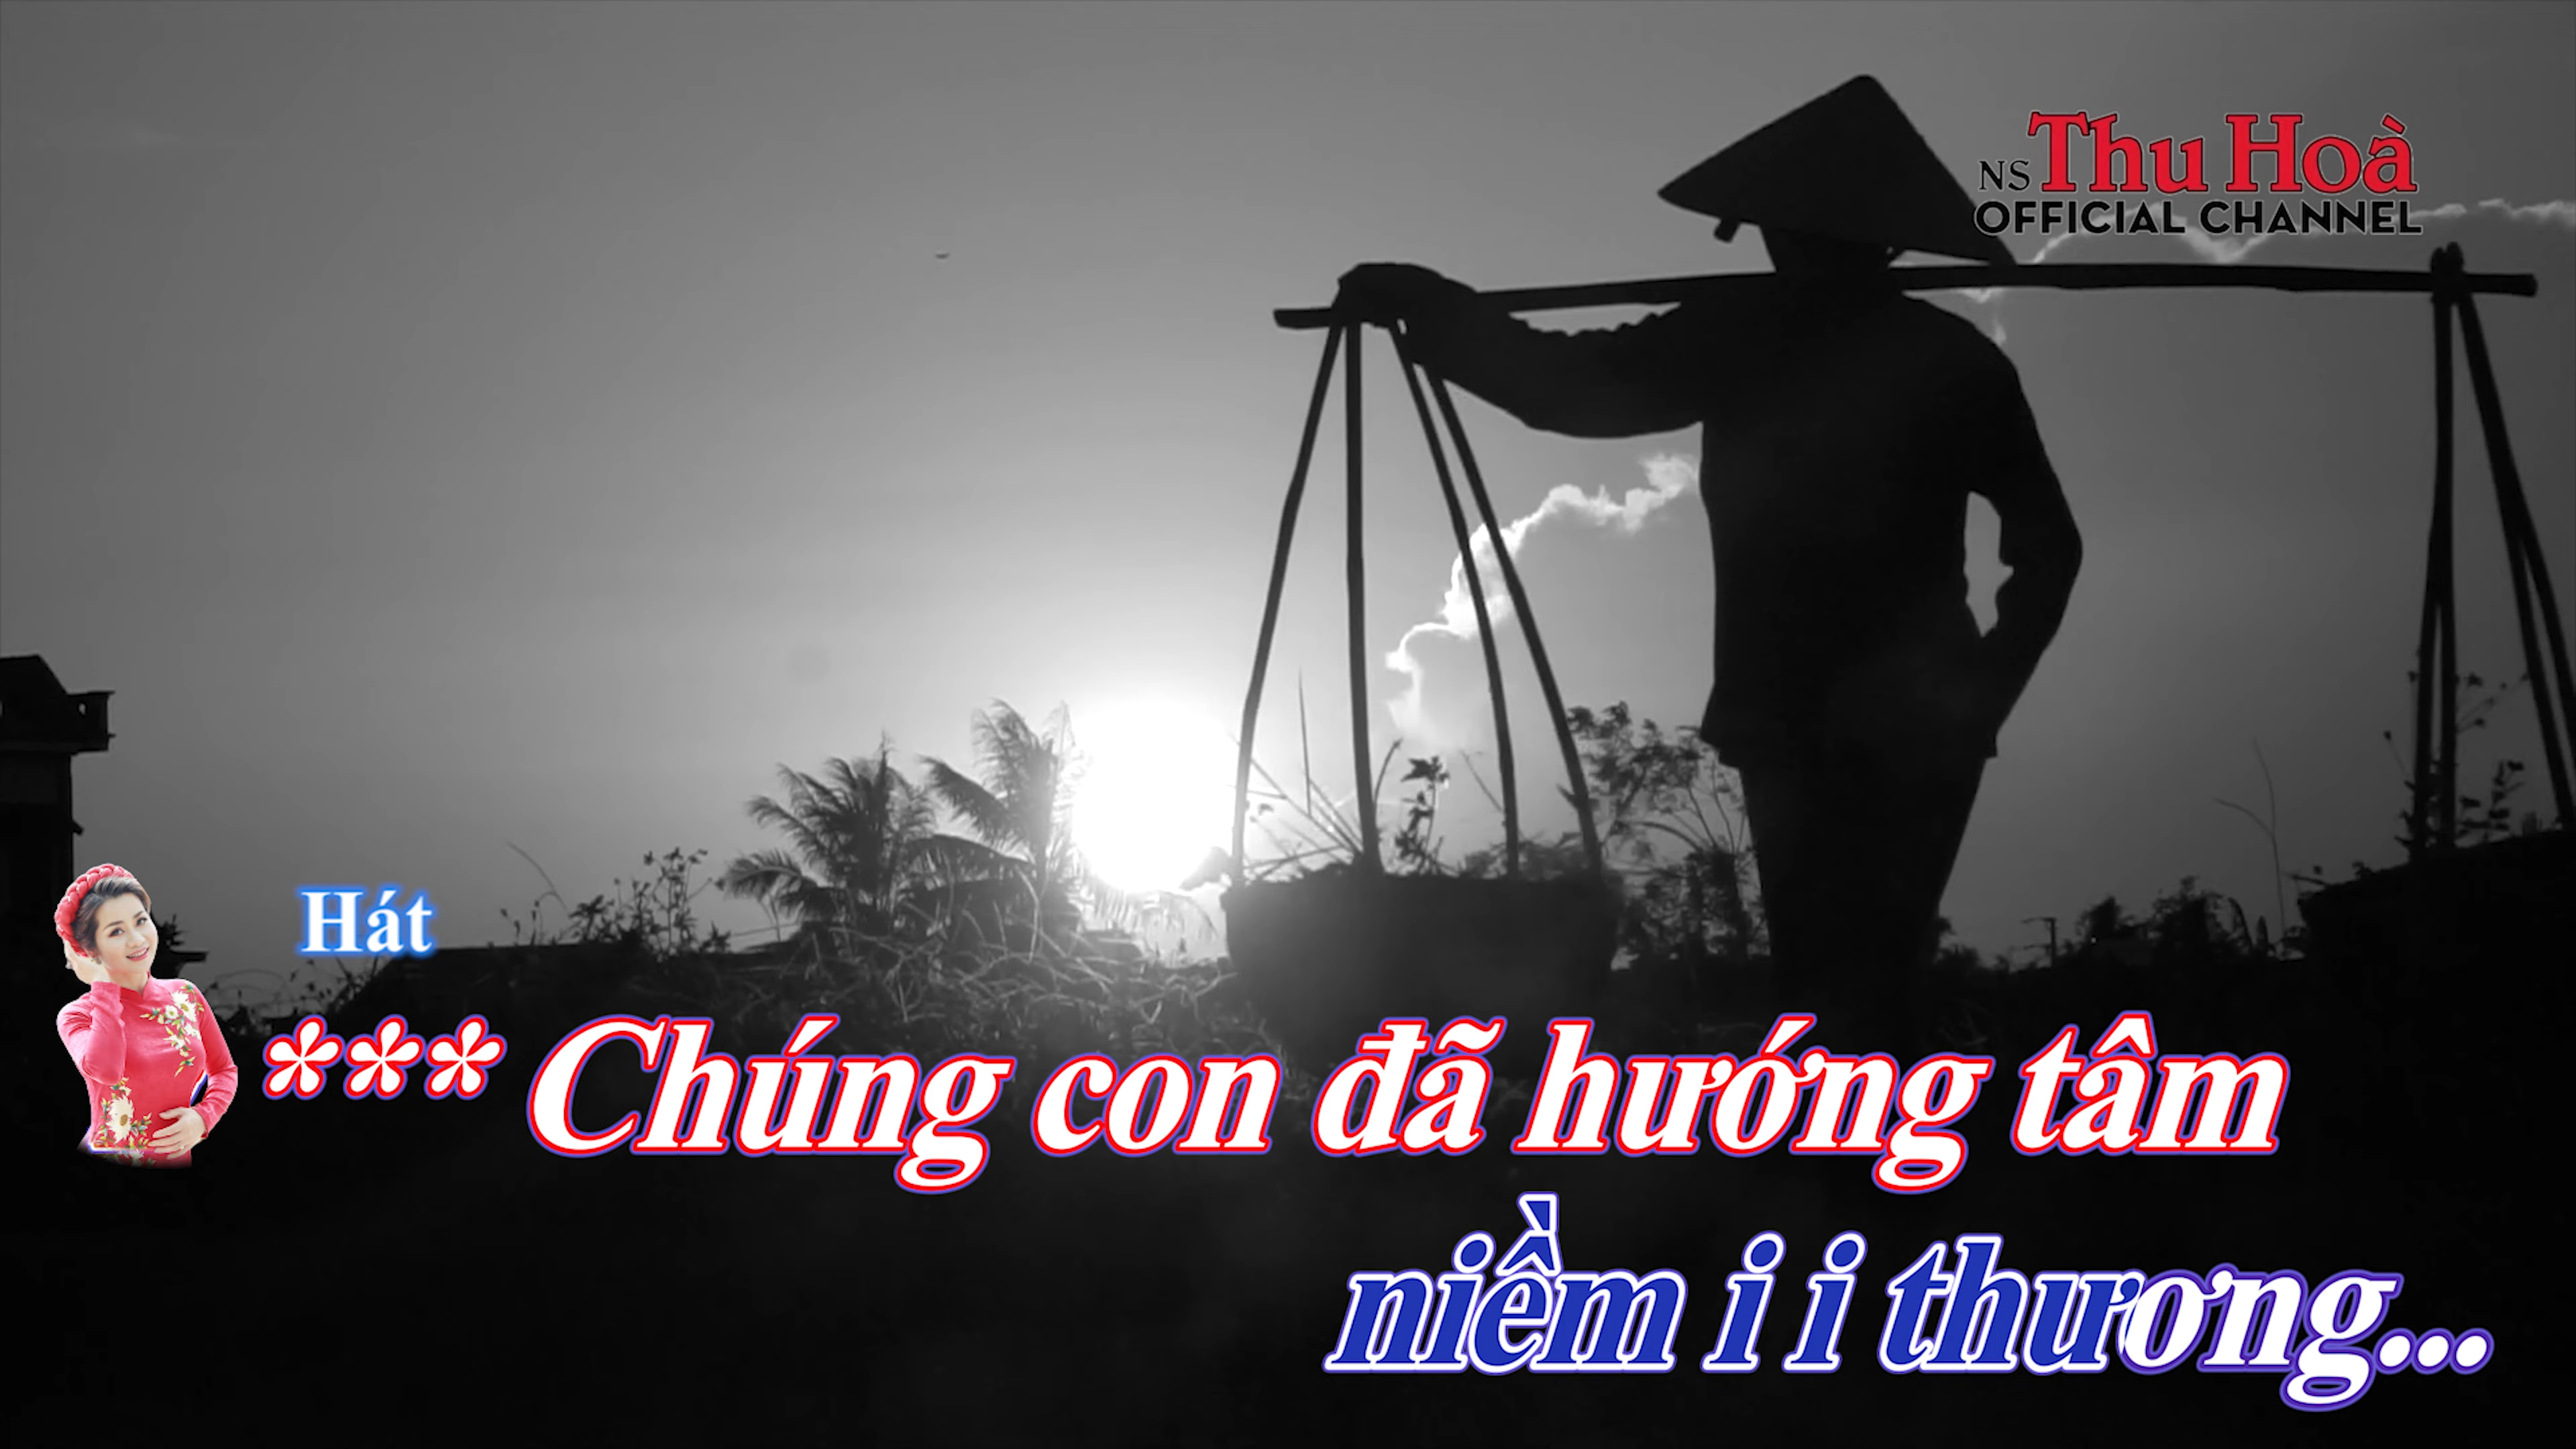 NS Thu Hoà
OFFICIAL CHANNEL
Hát
*** Chúng con đã hướng tâm
niềm i i thương...